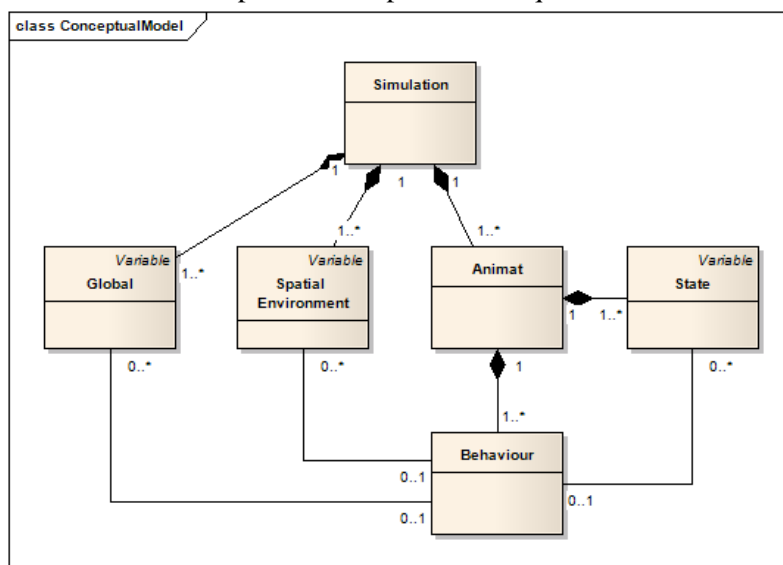 class ConceptualModel
Simulation
1
1
1
1..*
1..*
1..*
Variable
Global
Variable
Spatial
Environment
Animat
1
1..*
Variable
State
0..*
0..*
1
0..*
1..*
Behaviour
0..1
0..1
0..1